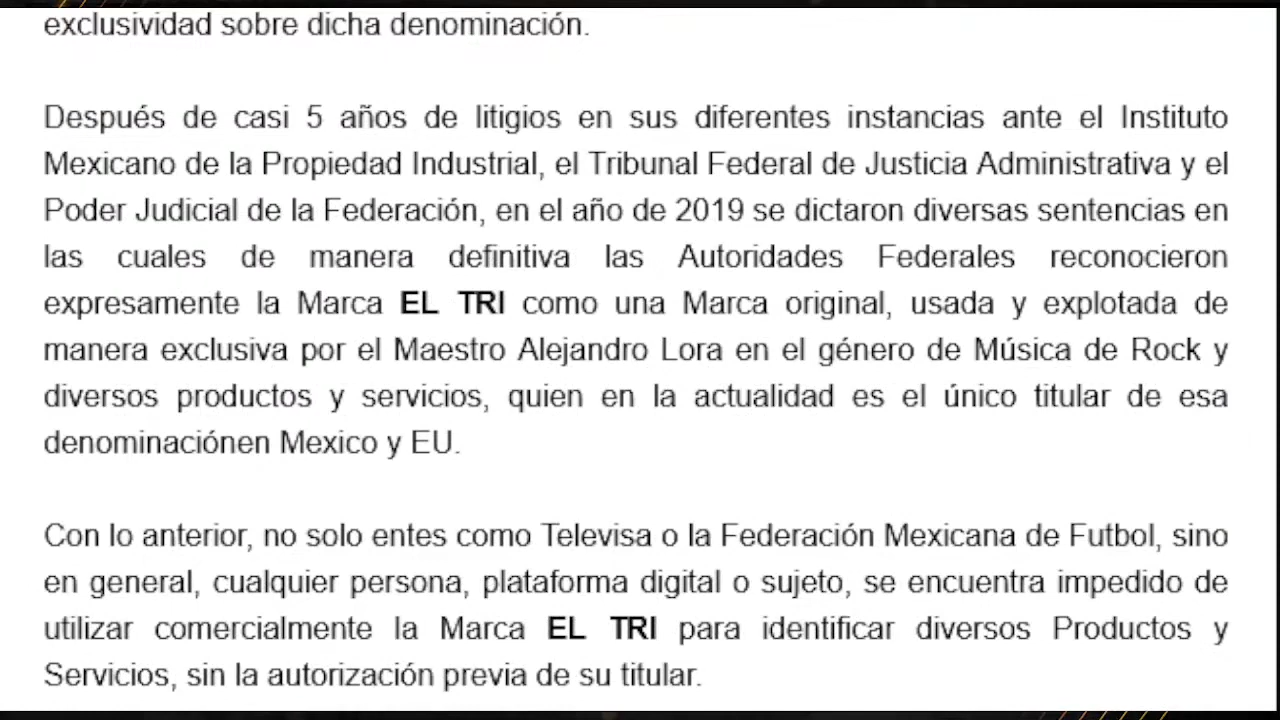 exclusividad sobre dicha denominación.
Después de casi 5 años de litigios en sus diferentes instancias ante el Instituto
Mexicano de la Propiedad Industrial, el Tribunal Federal de Justicia Administrativa y el
Poder Judicial de la Federación, en el año de 2019 se dictaron diversas sentencias en
las cuales de manera definitiva las Autoridades Federales reconocieron
expresamente la Marca EL TRI como una Marca original, usada y explotada de
manera exclusiva por el Maestro Alejandro Lora en el género de Música de Rock y
diversos productos y servicios, quien en la actualidad es el único titular de esa
denominaciónen Mexico y EU.
Con lo anterior, no solo entes como Televisa o la Federación Mexicana de Futbol, sino
en general, cualquier persona, plataforma digital o sujeto, se encuentra impedido de
utilizar comercialmente la Marca EL TRI para identificar diversos Productos y
Servicios, sin la autorización previa de su titular.